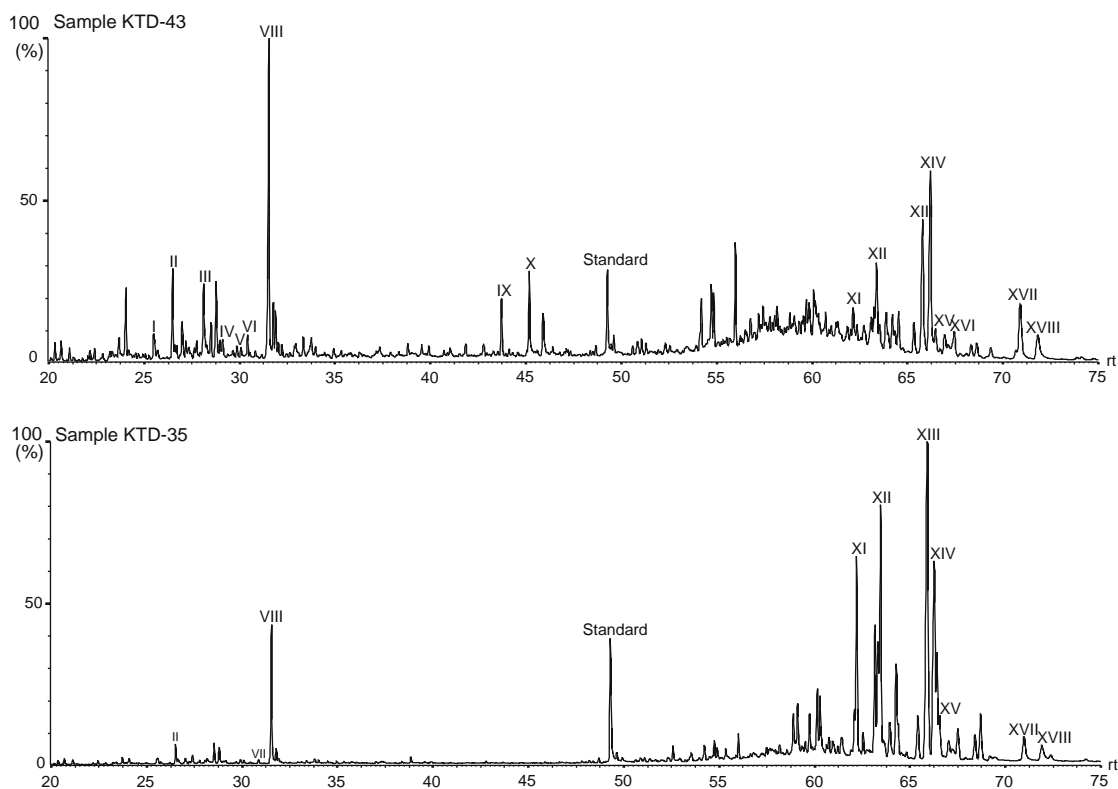 100 Sample KTD-43
(%)
VIII
50
XIV
XII
XII
II
III
Standard
X
IX
XI
XVII
I
IV
V
VI
XV
XVI
XVIII
0
20 25 30 35 40 45 50 55 60 65 70 75 rt
100 Sample KTD-35
(%)
XIII
XII
XI
XIV
50
VIII
Standard
XV
II
VII
XVII
XVIII
0
20 25 30 35 40 45 50 55 60 65 70 75 rt